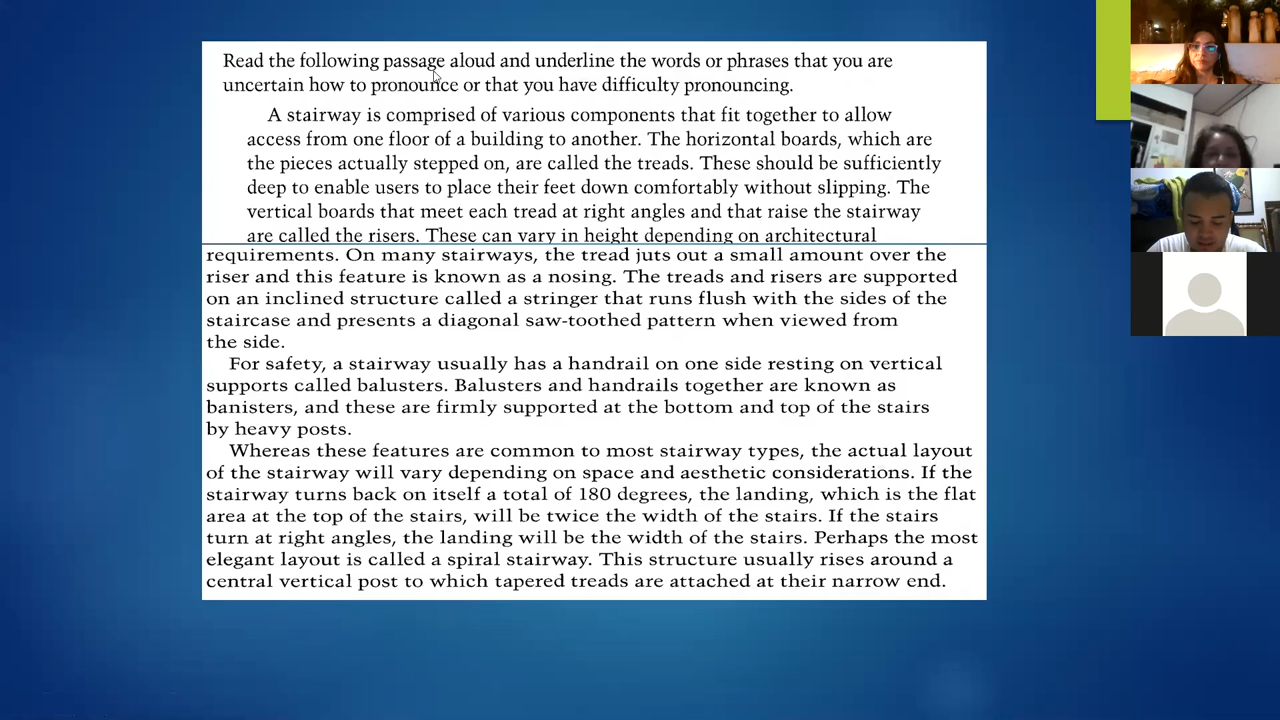 Read the following passage aloud and underline the words or phrases that you are
uncertain how to pronounce or that you have difficulty pronouncing.
A stairway is comprised of various components that fit together to allow
access from one floor of a building to another. The horizontal boards, which are
the pieces actually stepped on, are called the treads. These should be sufficiently
deep to enable users to place their feet down comfortably without slipping. The
vertical boards that meet each tread at right angles and that raise the stairway
are called the risers. These can vary in height depending on architectural
requirements. On many stairways, the tread juts out a small amount over the
riser and this feature is known as a nosing. The treads and risers are supported
on an inclined structure called a stringer that runs flush with the sides of the
staircase and presents a diagonal saw-toothed pattern when viewed from
the side.
For safety, a stairway usually has a handrail on one side resting on vertical
supports called balusters. Balusters and handrails together are known as
banisters, and these are firmly supported at the bottom and top of the stairs
by heavy posts.
Whereas these features are common to most stairway types, the actual layout
of the stairway will vary depending on space and aesthetic considerations. If the
stairway turns back on itself a total of 180 degrees, the landing, which is the flat
area at the top of the stairs, will be twice the width of the stairs. If the stairs
turn at right angles, the landing will be the width of the stairs. Perhaps the most
elegant layout is called a spiral stairway. This structure usually rises around a
central vertical post to which tapered treads are attached at their narrow end.